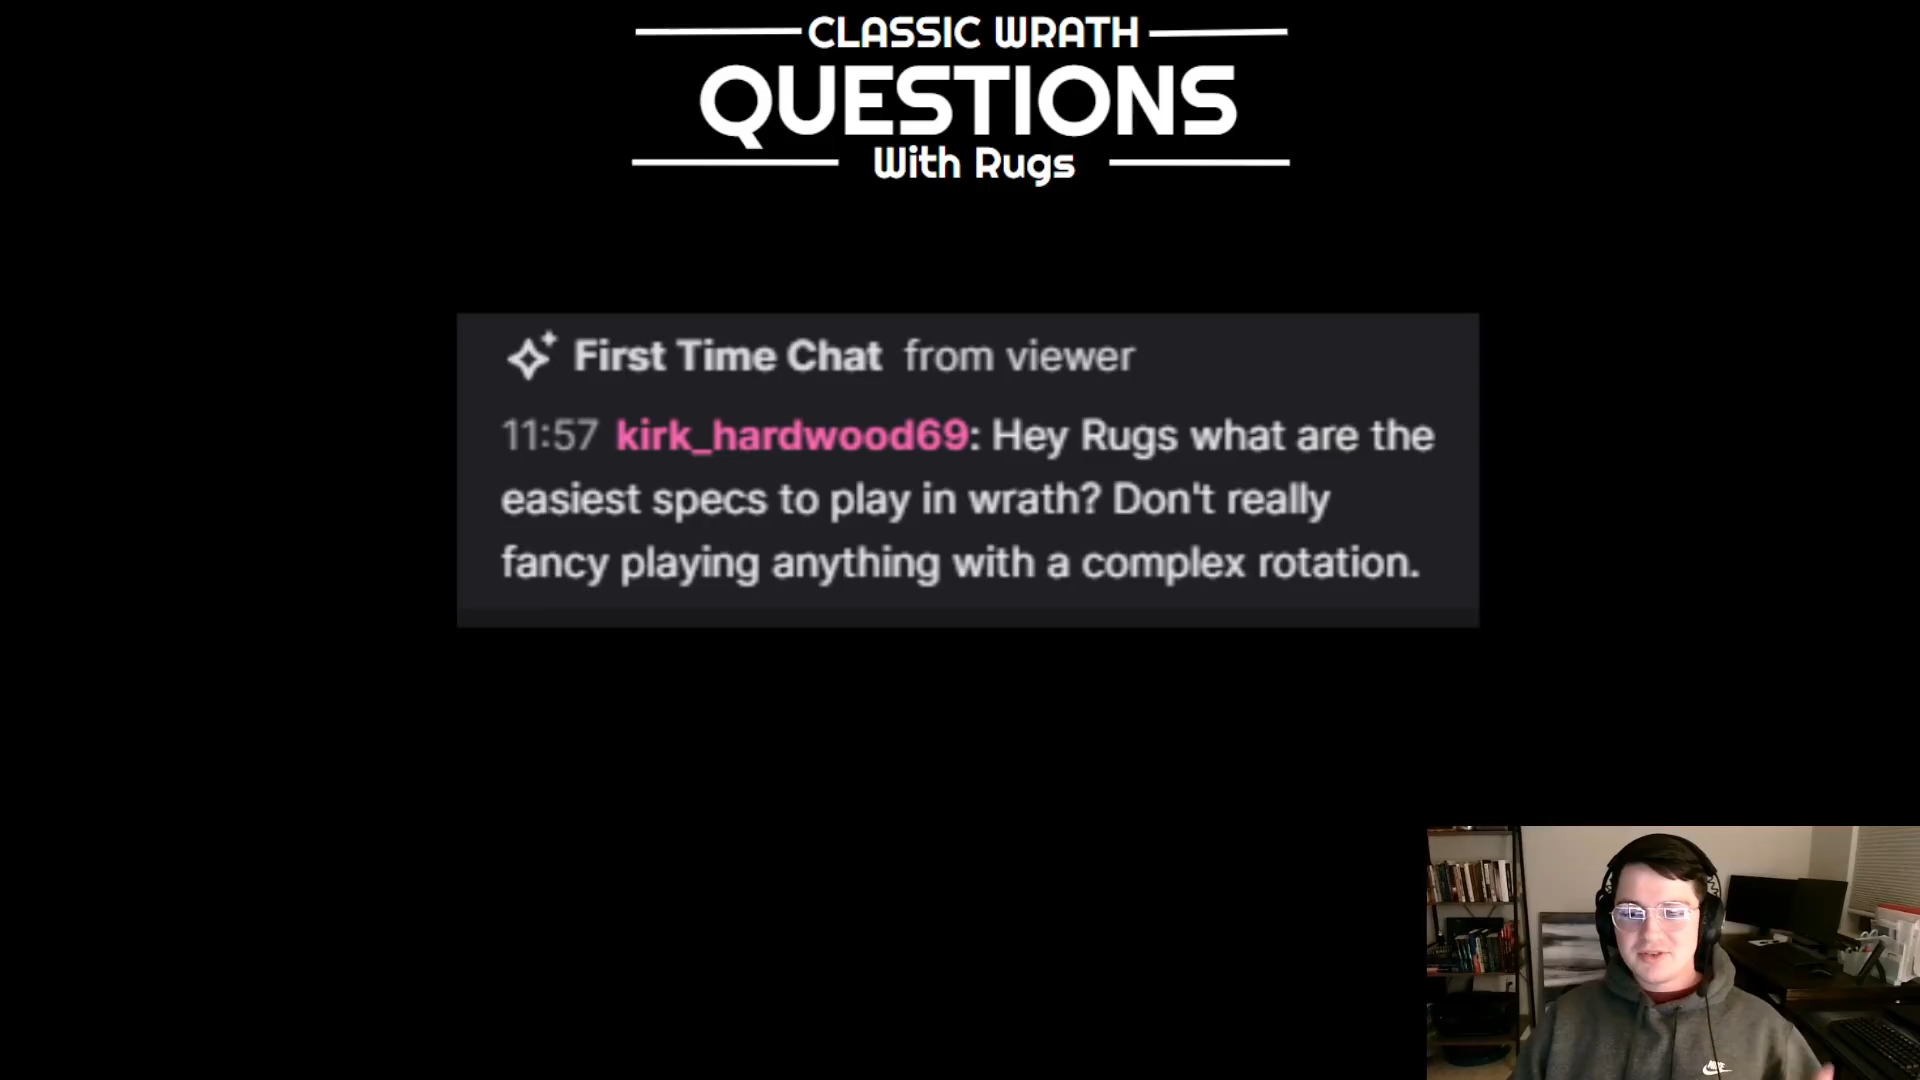 CLASSIC WRATH
QUESTIONS
With Rugs
First Time Chat from viewer
11:57 kirk_hardwood69: Hey Rugs what are the
easiest specs to play in wrath? Don't really
fancy playing anything with a complex rotation.